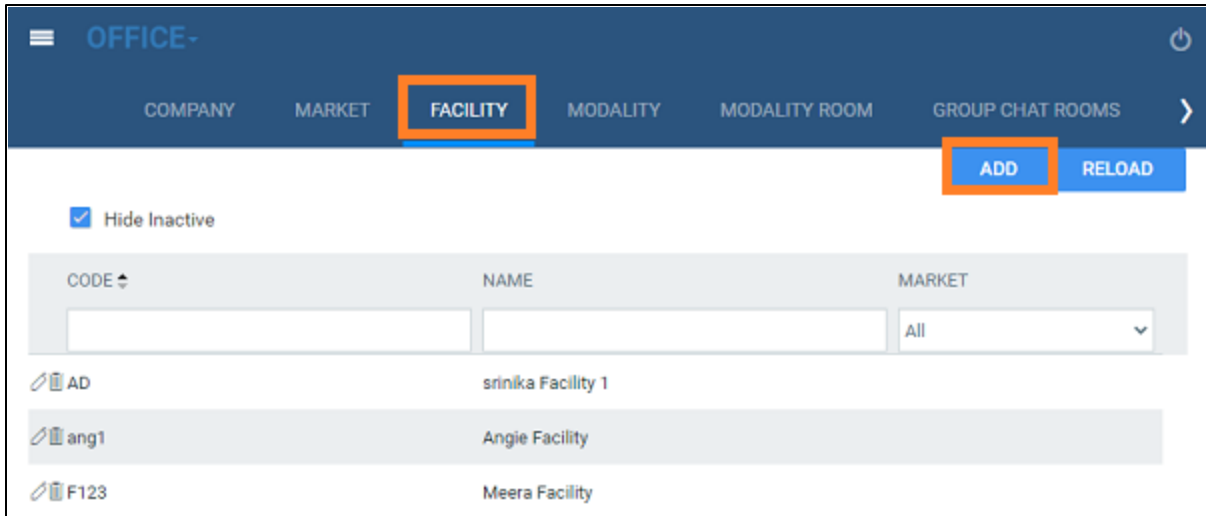 OFFICE
COMPANY MARKET FACILITY MODALITY MODALITY ROOM GROUP CHAT ROOMS
ADD RELOAD
Hide Inactive
CODE NAME MARKET
All
AD srinika Facility 1
ang1 Angie Facility
F123 Meera Facility